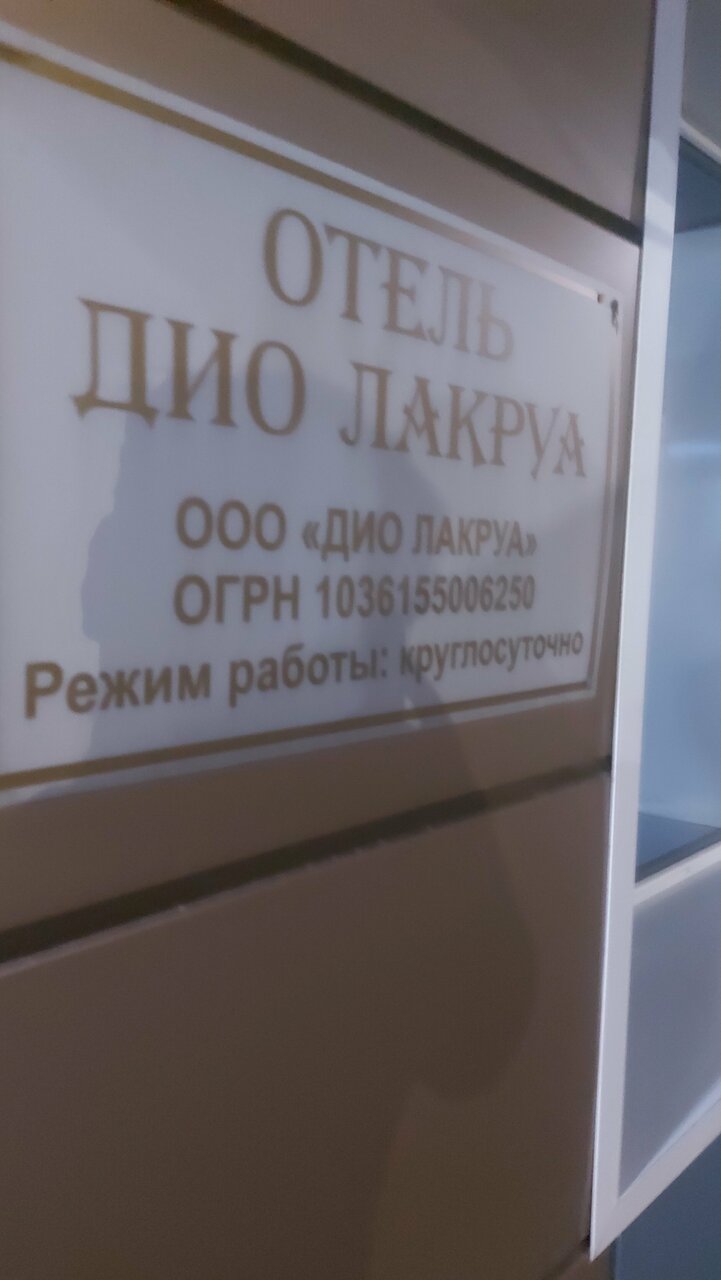 ОТЕЛЬ
ДИО ЛАКРУА
ООО «ДИО ЛАКРУА»
ОГРН 1036155006250
Режим работы: круглосуточно